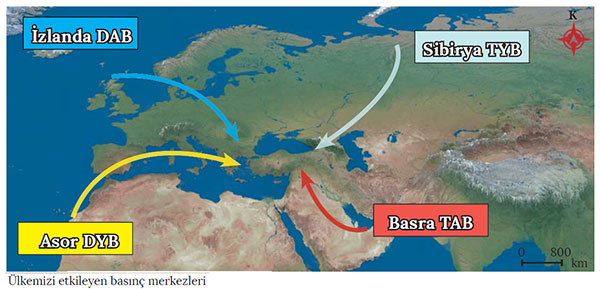 İzlanda DAB
Sibirya TYB
K
Asor DYB
Basra TAB
0 800
km
Ülkemizi etkileyen basınç merkezleri